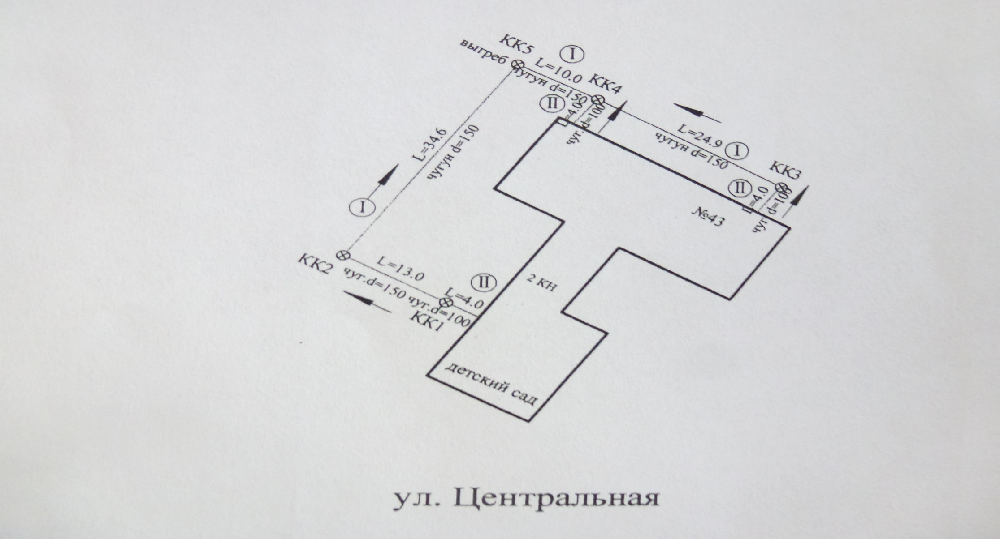 КК5
I
выгреб
L=10.0
КК4
чугун d=150
II
L=4.0
чуг. d=100
L=34.6
чугун d=150
L=24.9
I
чугун d=150
КК3
II
L=4.0
чуг. d=100
I
№43
КК2
L=13.0
чуг.d=150
II
L=4.0
чуг.d=100
КК1
2 КН
детский сад
ул. Центральная